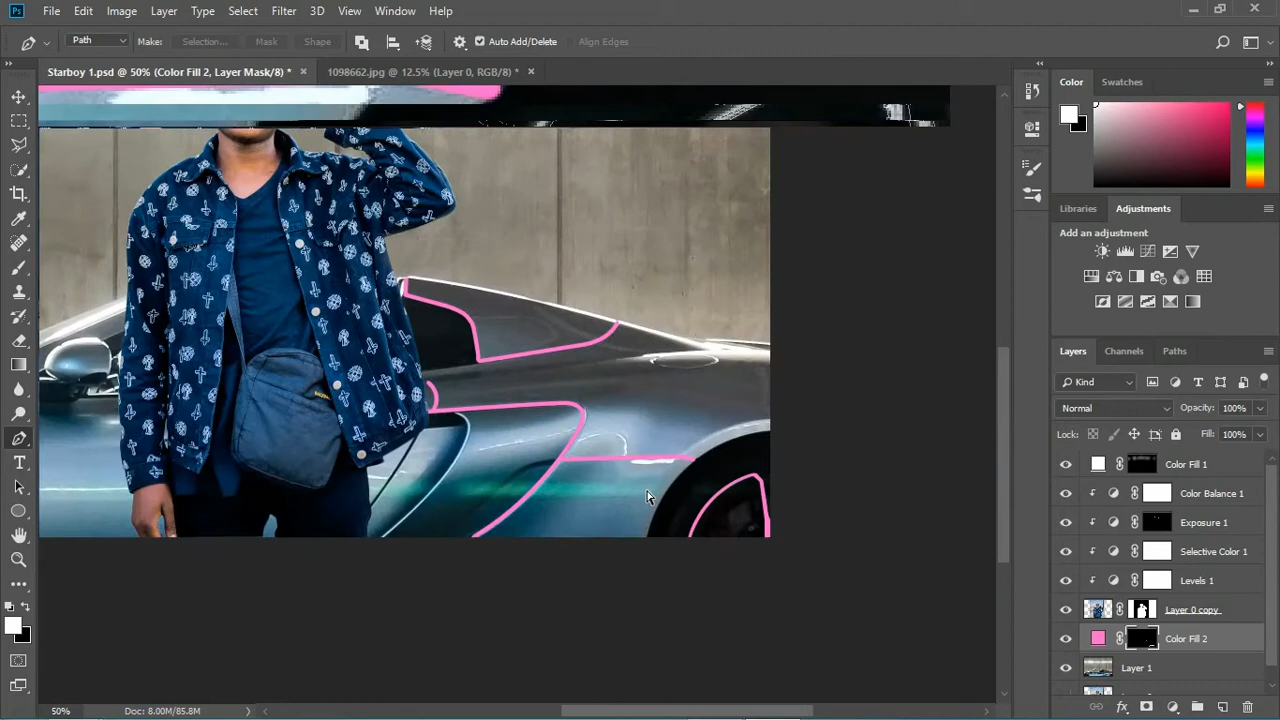 Ps File Edit Image Layer Type Select Filter 3D View Window Help
Path Make: Selection... Mask Shape Auto Add/Delete Align Edges
Starboy 1.psd @ 50% (Color Fill 2, Layer Mask/8) * × 1098662.jpg @ 12.5% (Layer 0, RGB/8) * ×
Color Swatches
Libraries Adjustments
Add an adjustment
Layers Channels Paths
Kind
Normal Opacity: 100%
Lock: Fill: 100%
Color Fill 1
Color Balance 1
Exposure 1
Selective Color 1
Levels 1
Layer 0 copy
Color Fill 2
Layer 1
50% Doc: 8.00M/85.8M